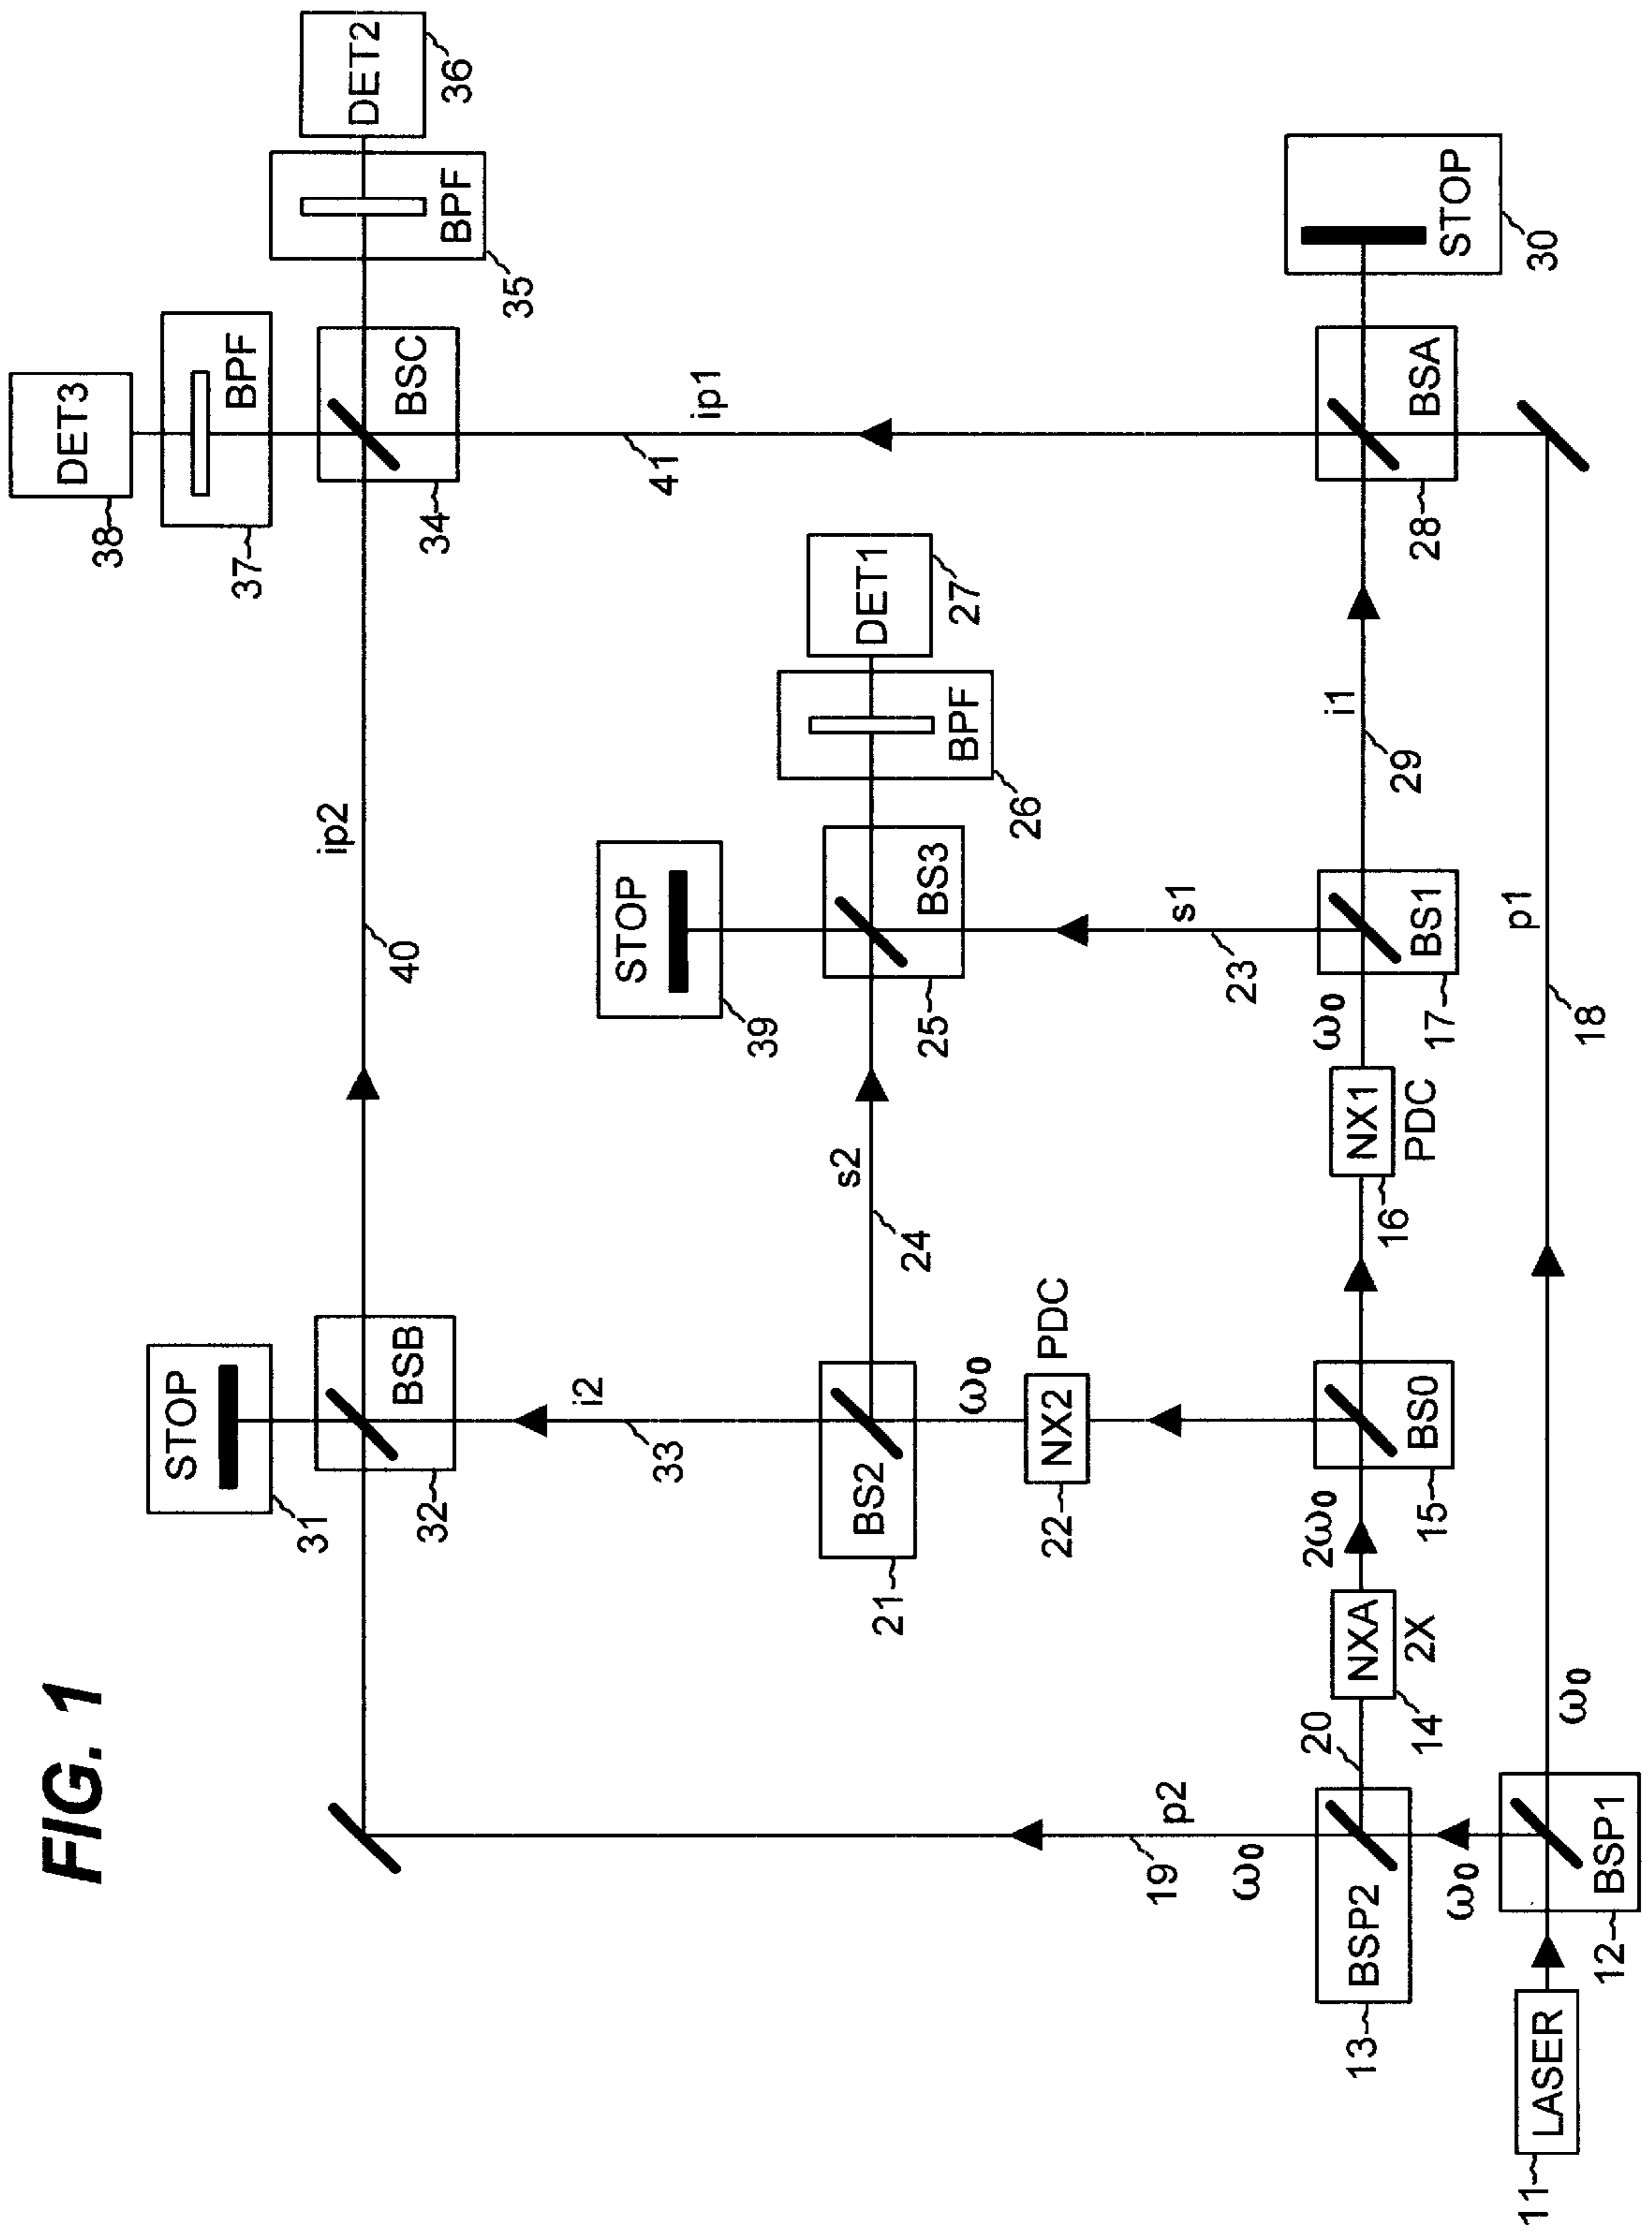 FIG. 1
DET3
38
BPF
37
DET2
36
BPF
35
BSC
34
STOP
31
BSB
32
ip2
40
ip1
41
STOP
39
i2
33
BS2
21
s2
24
BS3
25
BPF
26
DET1
27
s1
23
ω0
NX2
PDC
22
p2
19
ω0
BSP2
13
20
NXA
2X
14
2ω0
BS0
15
NX1
PDC
16
ω0
BS1
17
i1
29
BSA
28
STOP
30
ω0
LASER
11
BSP1
12
ω0
p1
18